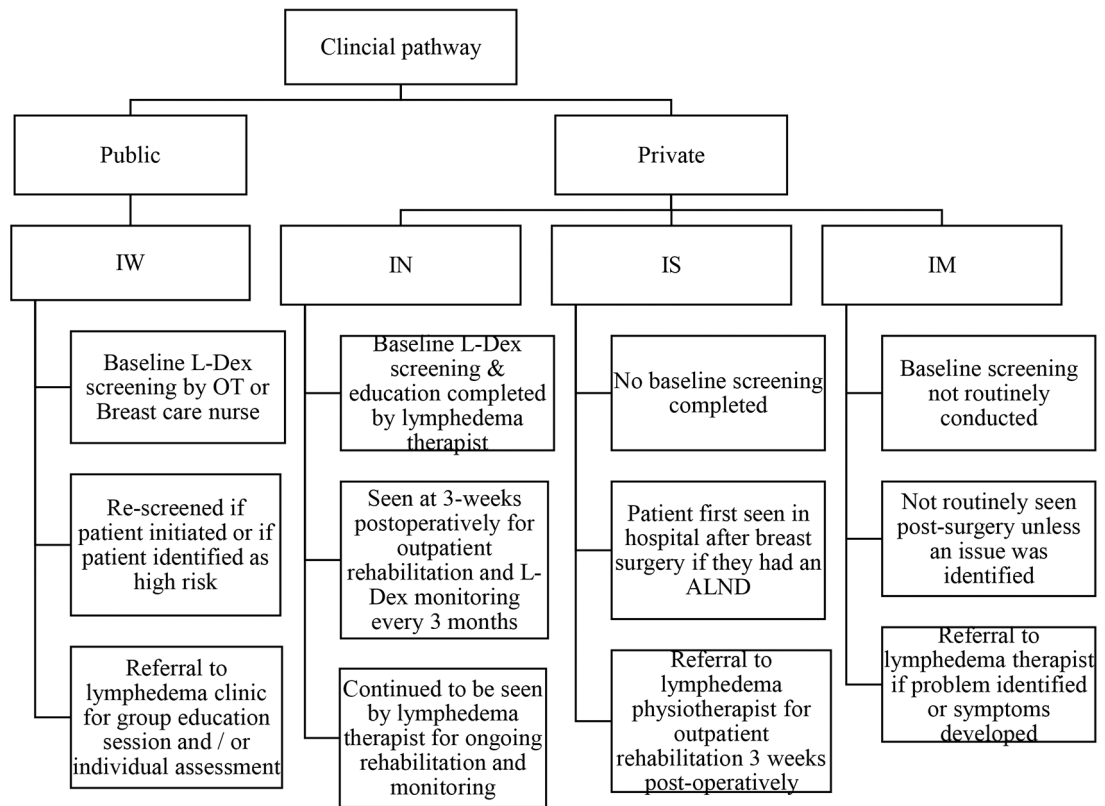 Clincial pathway
Public
Private
IW
IN
IS
IM
Baseline L-Dex
screening by OT or
Breast care nurse
Re-screened if
patient initiated or if
patient identified as
high risk
Referral to
lymphedema clinic
for group education
session and / or
individual assessment
Baseline L-Dex
screening &
education completed
by lymphedema
therapist
Seen at 3-weeks
postoperatively for
outpatient
rehabilitation and L-
Dex monitoring
every 3 months
Continued to be seen
by lymphedema
therapist for ongoing
rehabilitation and
monitoring
No baseline screening
completed
Patient first seen in
hospital after breast
surgery if they had an
ALND
Referral to
lymphedema
physiotherapist for
outpatient
rehabilitation 3 weeks
post-operatively
Baseline screening
not routinely
conducted
Not routinely seen
post-surgery unless
an issue was
identified
Referral to
lymphedema therapist
if problem identified
or symptoms
developed